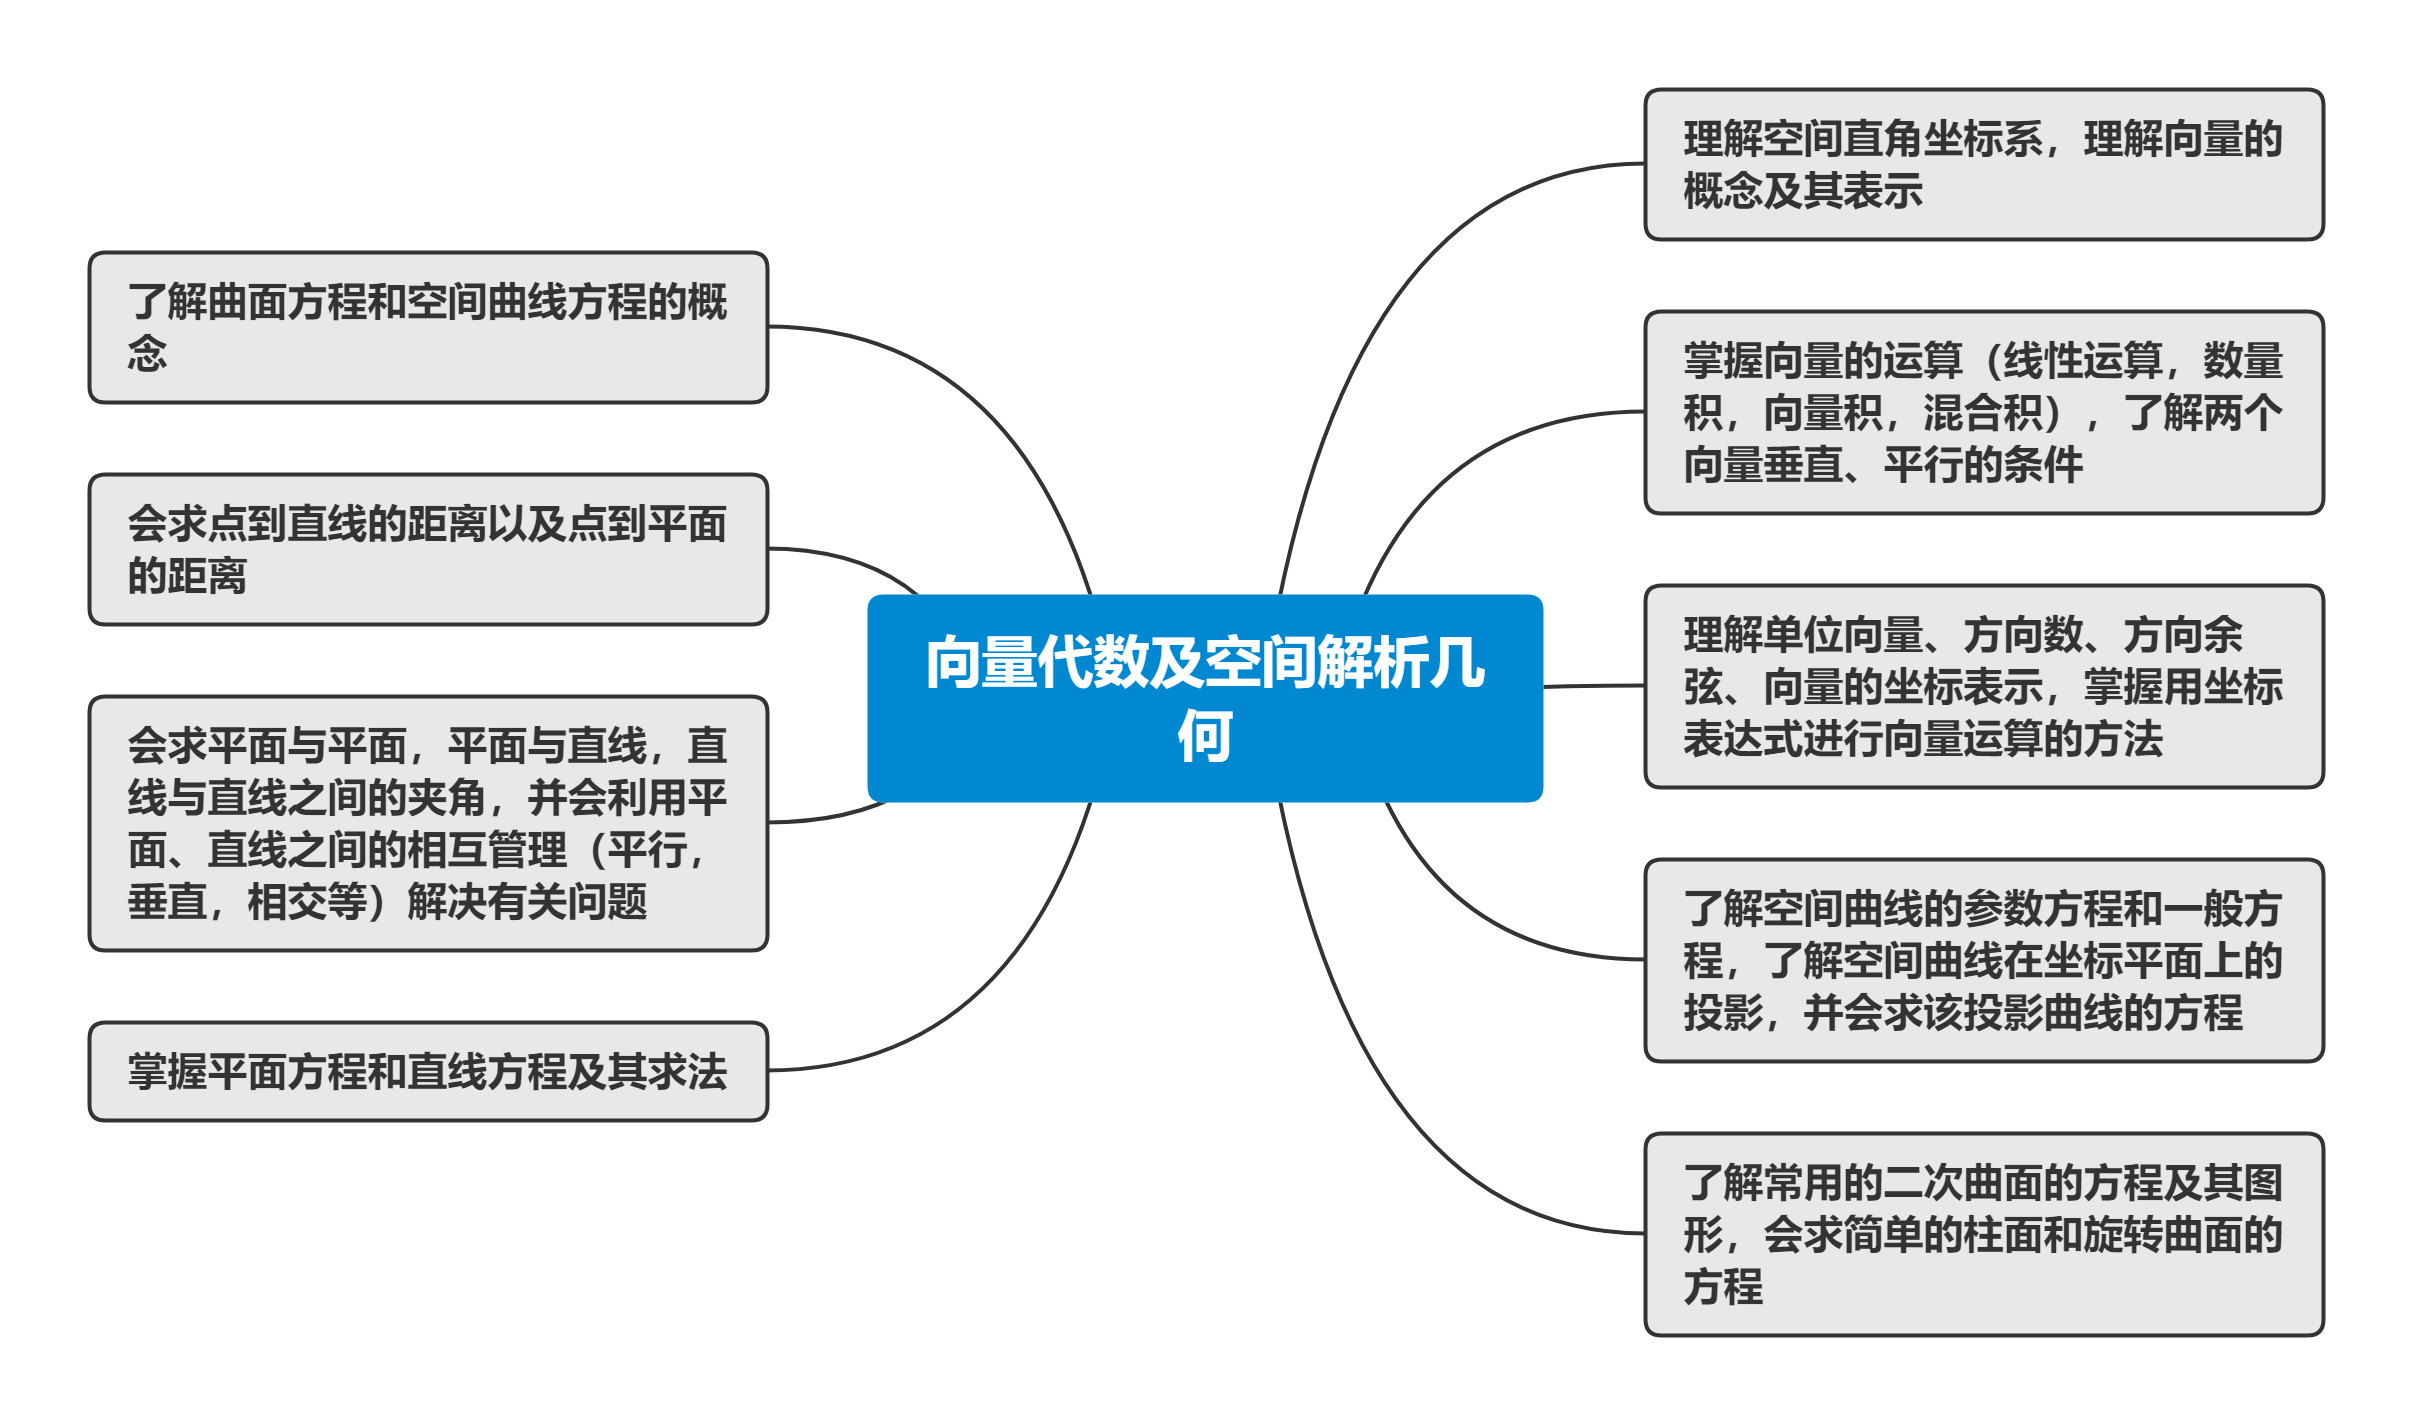 向量代数及空间解析几
何
理解空间直角坐标系，理解向量的
概念及其表示
掌握向量的运算（线性运算，数量
积，向量积，混合积），了解两个
向量垂直、平行的条件
理解单位向量、方向数、方向余
弦、向量的坐标表示，掌握用坐标
表达式进行向量运算的方法
了解空间曲线的参数方程和一般方
程，了解空间曲线在坐标平面上的
投影，并会求该投影曲线的方程
了解常用的二次曲面的方程及其图
形，会求简单的柱面和旋转曲面的
方程
了解曲面方程和空间曲线方程的概
念
会求点到直线的距离以及点到平面
的距离
会求平面与平面，平面与直线，直
线与直线之间的夹角，并会利用平
面、直线之间的相互管理（平行，
垂直，相交等）解决有关问题
掌握平面方程和直线方程及其求法